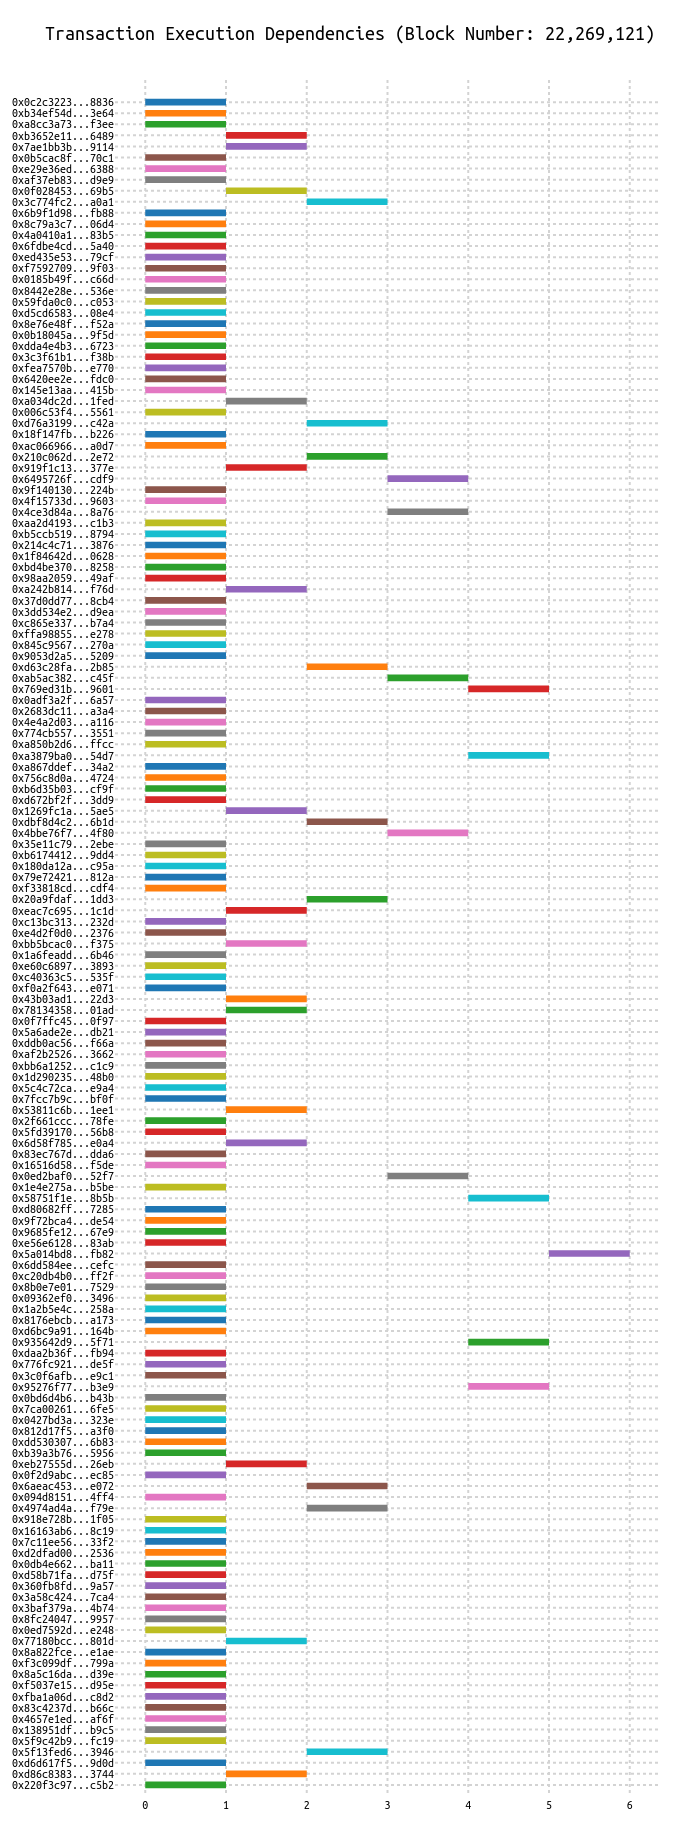 Transaction Execution Dependencies (Block Number: 22,269,121)
0x0c2c3223...8836
0xb34ef54d...3e64
0xa8cc3a73...f3ee
0xb3652e11...6489
0x7ae1bb3b...9114
0x0b5cac8f...70c1
0xe29e36ed...6388
0xaf37eb83...d9e9
0x0f028453...69b5
0x3c774fc2...a0a1
0x6b9f1d98...fb88
0x8c79a3c7...06d4
0x4a0410a1...83b5
0x6fdbe4cd...5a40
0xed435e53...79cf
0xf7592709...9f03
0x0185b49f...c66d
0x8442e28e...536e
0x59fda0c0...c053
0xd5cd6583...08e4
0x8e76e48f...f52a
0x0b18045a...9f5d
0xdda4e4b3...6723
0x3c3f61b1...f38b
0xfea7570b...e770
0x6420ee2e...fdc0
0x145e13aa...415b
0xa034dc2d...1fed
0x006c53f4...5561
0xd76a3199...c42a
0x18f147fb...b226
0xac066966...a0d7
0x210c062d...2e72
0x919f1c13...377e
0x6495726f...cdf9
0x9f140130...224b
0x4f15733d...9603
0x4ce3d84a...8a76
0xaa2d4193...c1b3
0xb5ccb519...8794
0x214c4c71...3876
0x1f84642d...0628
0xbd4be370...8258
0x98aa2059...49af
0xa242b814...f76d
0x37d0dd77...8cb4
0x3dd534e2...d9ea
0xc865e337...b7a4
0xffa98855...e278
0x845c9567...270a
0x9053d2a5...5209
0xd63c28fa...2b85
0xab5ac382...c45f
0x769ed31b...9601
0x0adf3a2f...6a57
0x2683dc11...a3a4
0x4e4a2d03...a116
0x774cb557...3551
0xa850b2d6...ffcc
0xa3879ba0...54d7
0xa867ddef...34a2
0x756c8d0a...4724
0xb6d35b03...cf9f
0xd672bf2f...3dd9
0x1269fc1a...5ae5
0xdbf8d4c2...6b1d
0x4bbe76f7...4f80
0x35e11c79...2ebe
0xb6174412...9dd4
0x180da12a...c95a
0x79e72421...812a
0xf33818cd...cdf4
0x20a9fdaf...1dd3
0xeac7c695...1c1d
0xc13bc313...232d
0xe4d2f0d0...2376
0xbb5bcac0...f375
0x1a6feadd...6b46
0xe60c6897...3893
0xc40363c5...535f
0xf0a2f643...e071
0x43b03ad1...22d3
0x78134358...01ad
0x0f7ffc45...0f97
0x5a6ade2e...db21
0xddb0ac56...f66a
0xaf2b2526...3662
0xbb6a1252...c1c9
0x1d290235...48b0
0x5c4c72ca...e9a4
0x7fcc7b9c...bf0f
0x53811c6b...1ee1
0x2f661ccc...78fe
0x5fd39170...56b8
0x6d58f785...e0a4
0x83ec767d...dda6
0x16516d58...f5de
0x0ed2baf0...52f7
0x1e4e275a...b5be
0x58751f1e...8b5b
0xd80682ff...7285
0x9f72bca4...de54
0x9685fe12...67e9
0xe56e6128...83ab
0x5a014bd8...fb82
0x6dd584ee...cefc
0xc20db4b0...ff2f
0x8b0e7e01...7529
0x09362ef0...3496
0x1a2b5e4c...258a
0x8176ebcb...a173
0xd6bc9a91...164b
0x935642d9...5f71
0xdaa2b36f...fb94
0x776fc921...de5f
0x3c0f6afb...e9c1
0x95276f77...b3e9
0x0bd6d4b6...b43b
0x7ca00261...6fe5
0x0427bd3a...323e
0x812d17f5...a3f0
0xdd530307...6b83
0xb39a3b76...5956
0xeb27555d...26eb
0x0f2d9abc...ec85
0x6aeac453...e072
0x094d8151...4ff4
0x4974ad4a...f79e
0x918e728b...1f05
0x16163ab6...8c19
0x7c11ee56...33f2
0xd2dfad00...2536
0x0db4e662...ba11
0xd58b71fa...d75f
0x360fb8fd...9a57
0x3a58c424...7ca4
0x3baf379a...4b74
0x8fc24047...9957
0x0ed7592d...e248
0x77180bcc...801d
0x8a822fce...e1ae
0xf3c099df...799a
0x8a5c16da...d39e
0xf5037e15...d95e
0xfba1a06d...c8d2
0x83c4237d...b66c
0x4657e1ed...af6f
0x138951df...b9c5
0x5f9c42b9...fc19
0x5f13fed6...3946
0xd6d617f5...9d0d
0xd86c8383...3744
0x220f3c97...c5b2
0 1 2 3 4 5 6